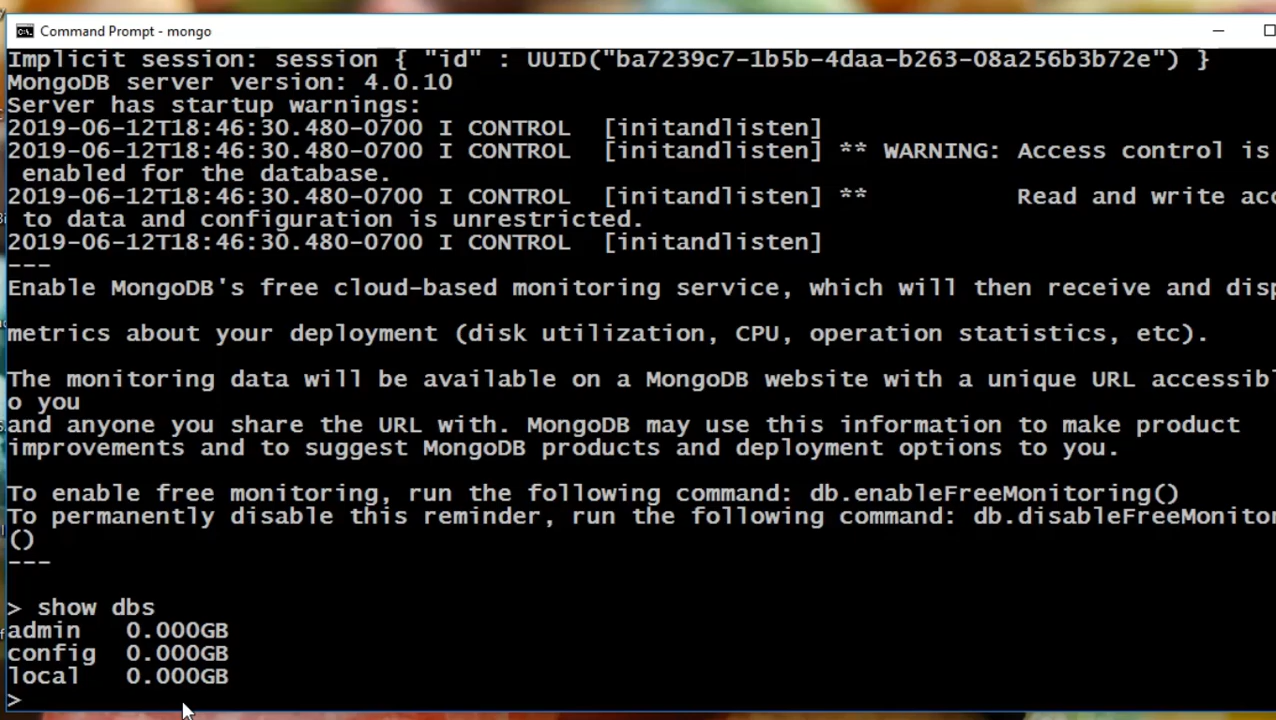 Command Prompt - mongo
Implicit session: session { "id" : UUID("ba7239c7-1b5b-4daa-b263-08a256b3b72e") }
MongoDB server version: 4.0.10
Server has startup warnings:
2019-06-12T18:46:30.480-0700 I CONTROL  [initandlisten]
2019-06-12T18:46:30.480-0700 I CONTROL  [initandlisten] ** WARNING: Access control is
enabled for the database.
2019-06-12T18:46:30.480-0700 I CONTROL  [initandlisten] **          Read and write
to data and configuration is unrestricted.
2019-06-12T18:46:30.480-0700 I CONTROL  [initandlisten]
---
Enable MongoDB's free cloud-based monitoring service, which will then receive and
metrics about your deployment (disk utilization, CPU, operation statistics, etc).
The monitoring data will be available on a MongoDB website with a unique URL
o you
and anyone you share the URL with. MongoDB may use this information to make product
improvements and to suggest MongoDB products and deployment options to you.
To enable free monitoring, run the following command: db.enableFreeMonitoring()
To permanently disable this reminder, run the following command: db.disableFreeMonitor
()
---
> show dbs
admin   0.000GB
config  0.000GB
local   0.000GB
>